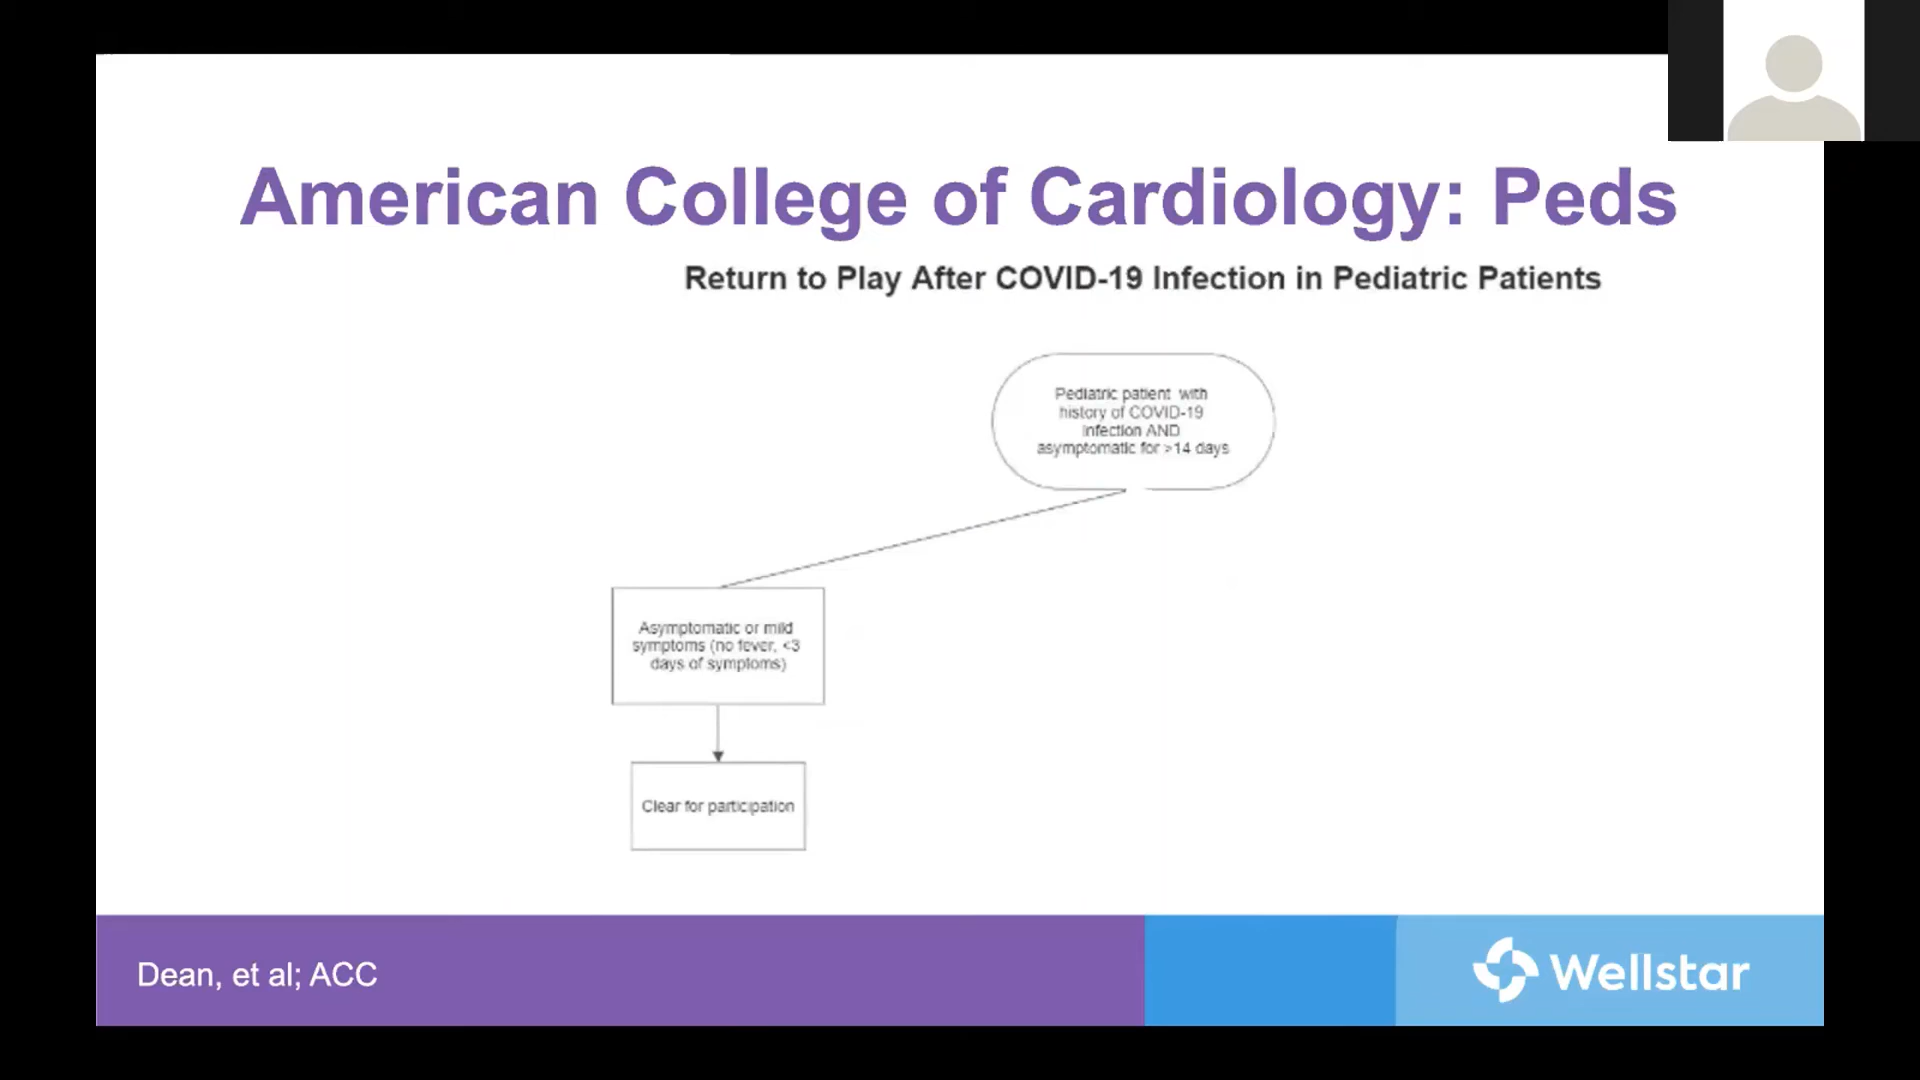 American College of Cardiology: Peds
Return to Play After COVID-19 Infection in Pediatric Patients
Pediatric patient with
history of COVID-19
Infection AND
asymptomatic for >14 days
Asymptomatic or mild
symptoms (no fever, <3
days of symptoms)
Clear for participation
Dean, et al; ACC
Wellstar